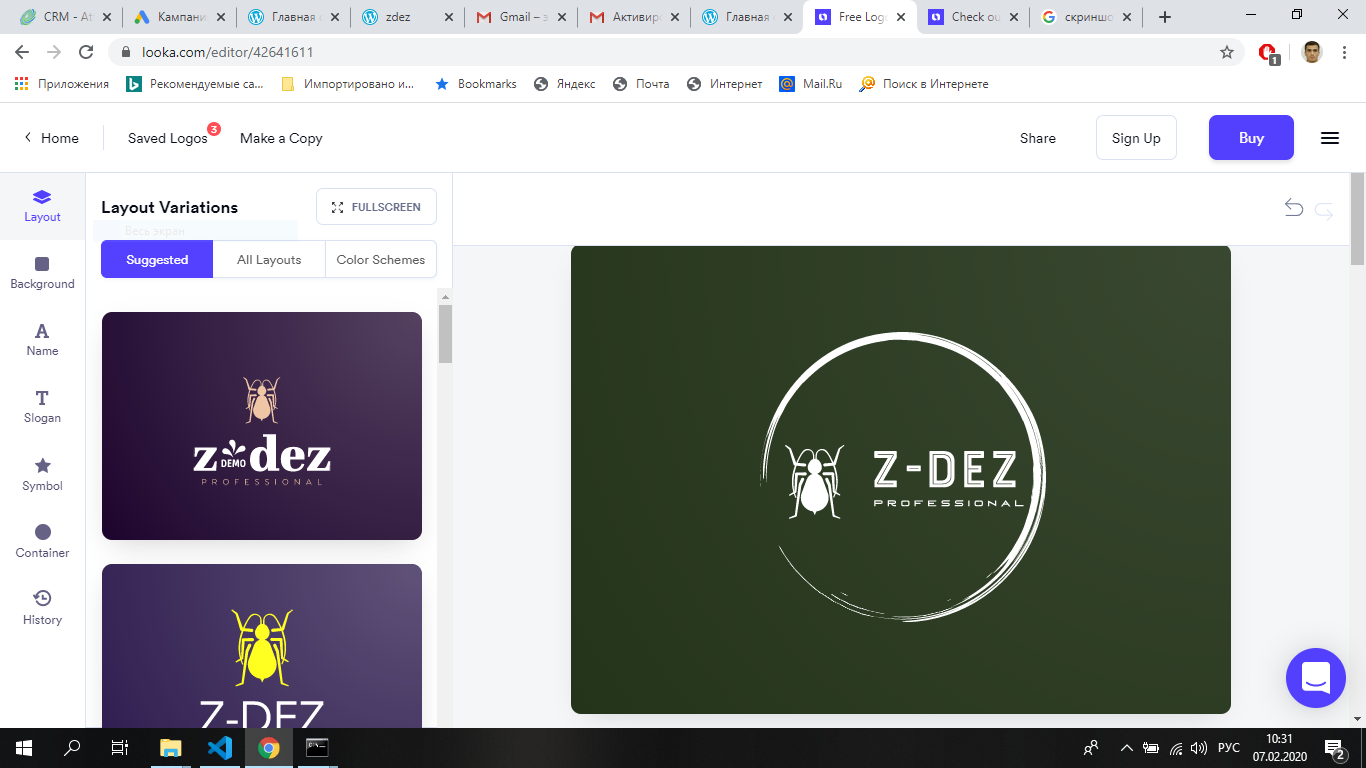 CRM - At
Кампани
Главная
zdez
Gmail – з
Активиро
Главная
Free Log
Check ou
скриншо
looka.com/editor/42641611
1
Приложения
Рекомендуемые са...
Импортировано и...
Bookmarks
Яндекс
Почта
Интернет
Mail.Ru
Поиск в Интернете
Home
Saved Logos 3
Make a Copy
Share
Sign Up
Buy
Layout
Background
Name
Slogan
Symbol
Container
History
Layout Variations
FULLSCREEN
Весь экран
Suggested
All Layouts
Color Schemes
z dez
DEMO
PROFESSIONAL
Z-DEZ
Z-DEZ
PROFESSIONAL
РУС
10:31
07.02.2020
2